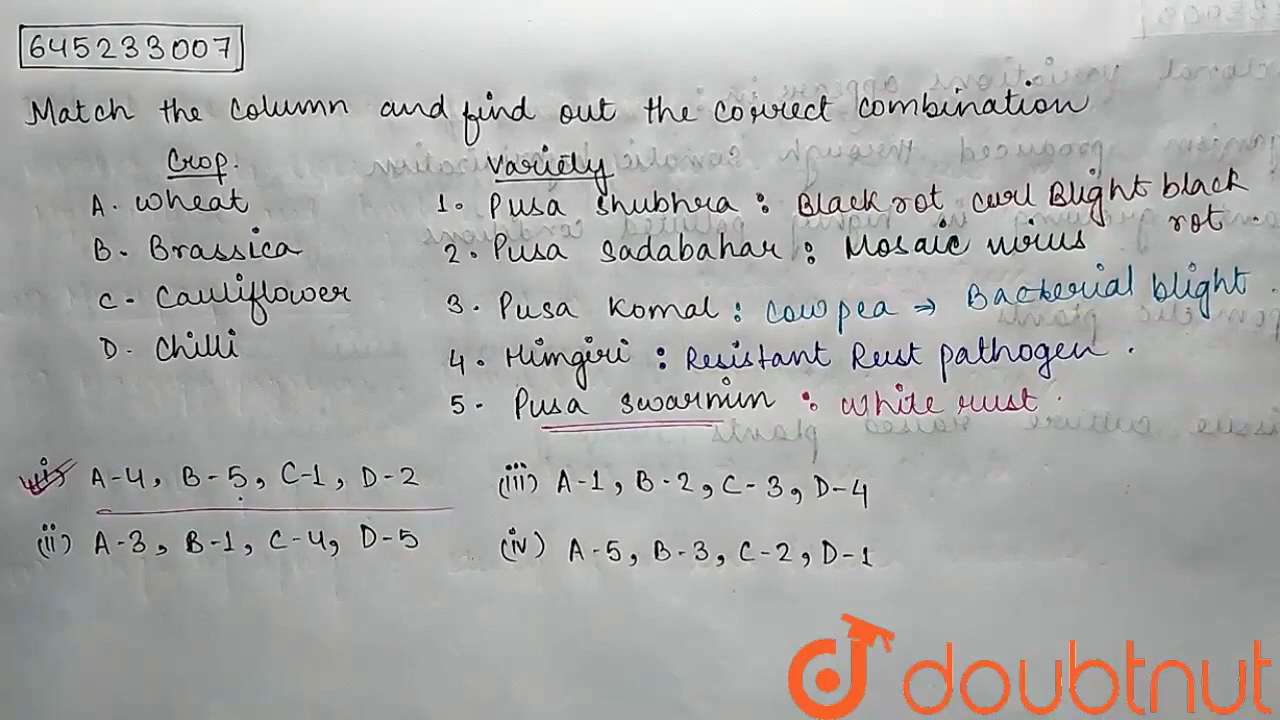 645233007
Match the column and find out the correct combination
Crop. Variety
A. Wheat 1. Pusa Shubhra : Black rot curl Blight black rot.
B. Brassica 2. Pusa Sadabahar : Mosaic virus
C- Cauliflower 3. Pusa Komal : Cowpea ⇒ Bacterial blight.
D. Chilli 4. Himgiri : Resistant Rust pathogen.
5. Pusa Swarnim : White rust.
(i) A-4, B-5, C-1, D-2 (iii) A-1, B-2, C-3, D-4
(ii) A-3, B-1, C-4, D-5 (iv) A-5, B-3, C-2, D-1
doubtnut